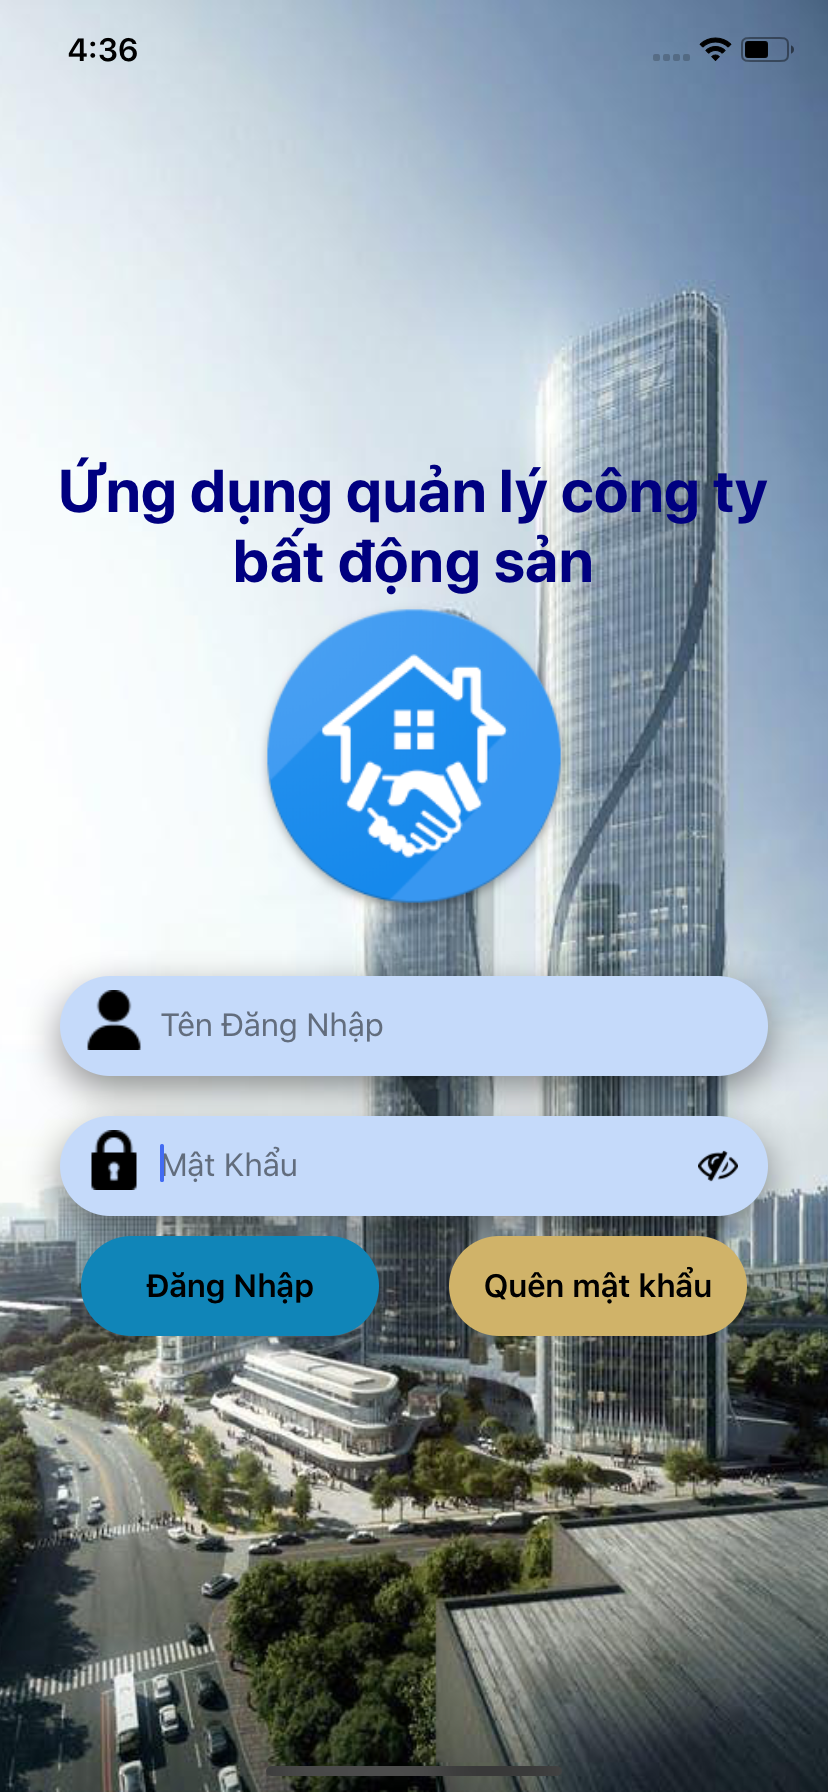 4:36
Ứng dụng quản lý công ty
bất động sản
Tên Đăng Nhập
Mật Khẩu
Đăng Nhập
Quên mật khẩu